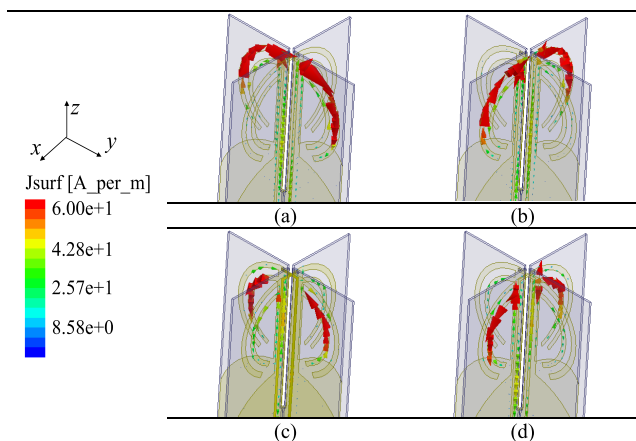 (a)
(b)
z
x
y
Jsurf [A_per_m]
6.00e+1
4.28e+1
2.57e+1
8.58e+0
(c)
(d)